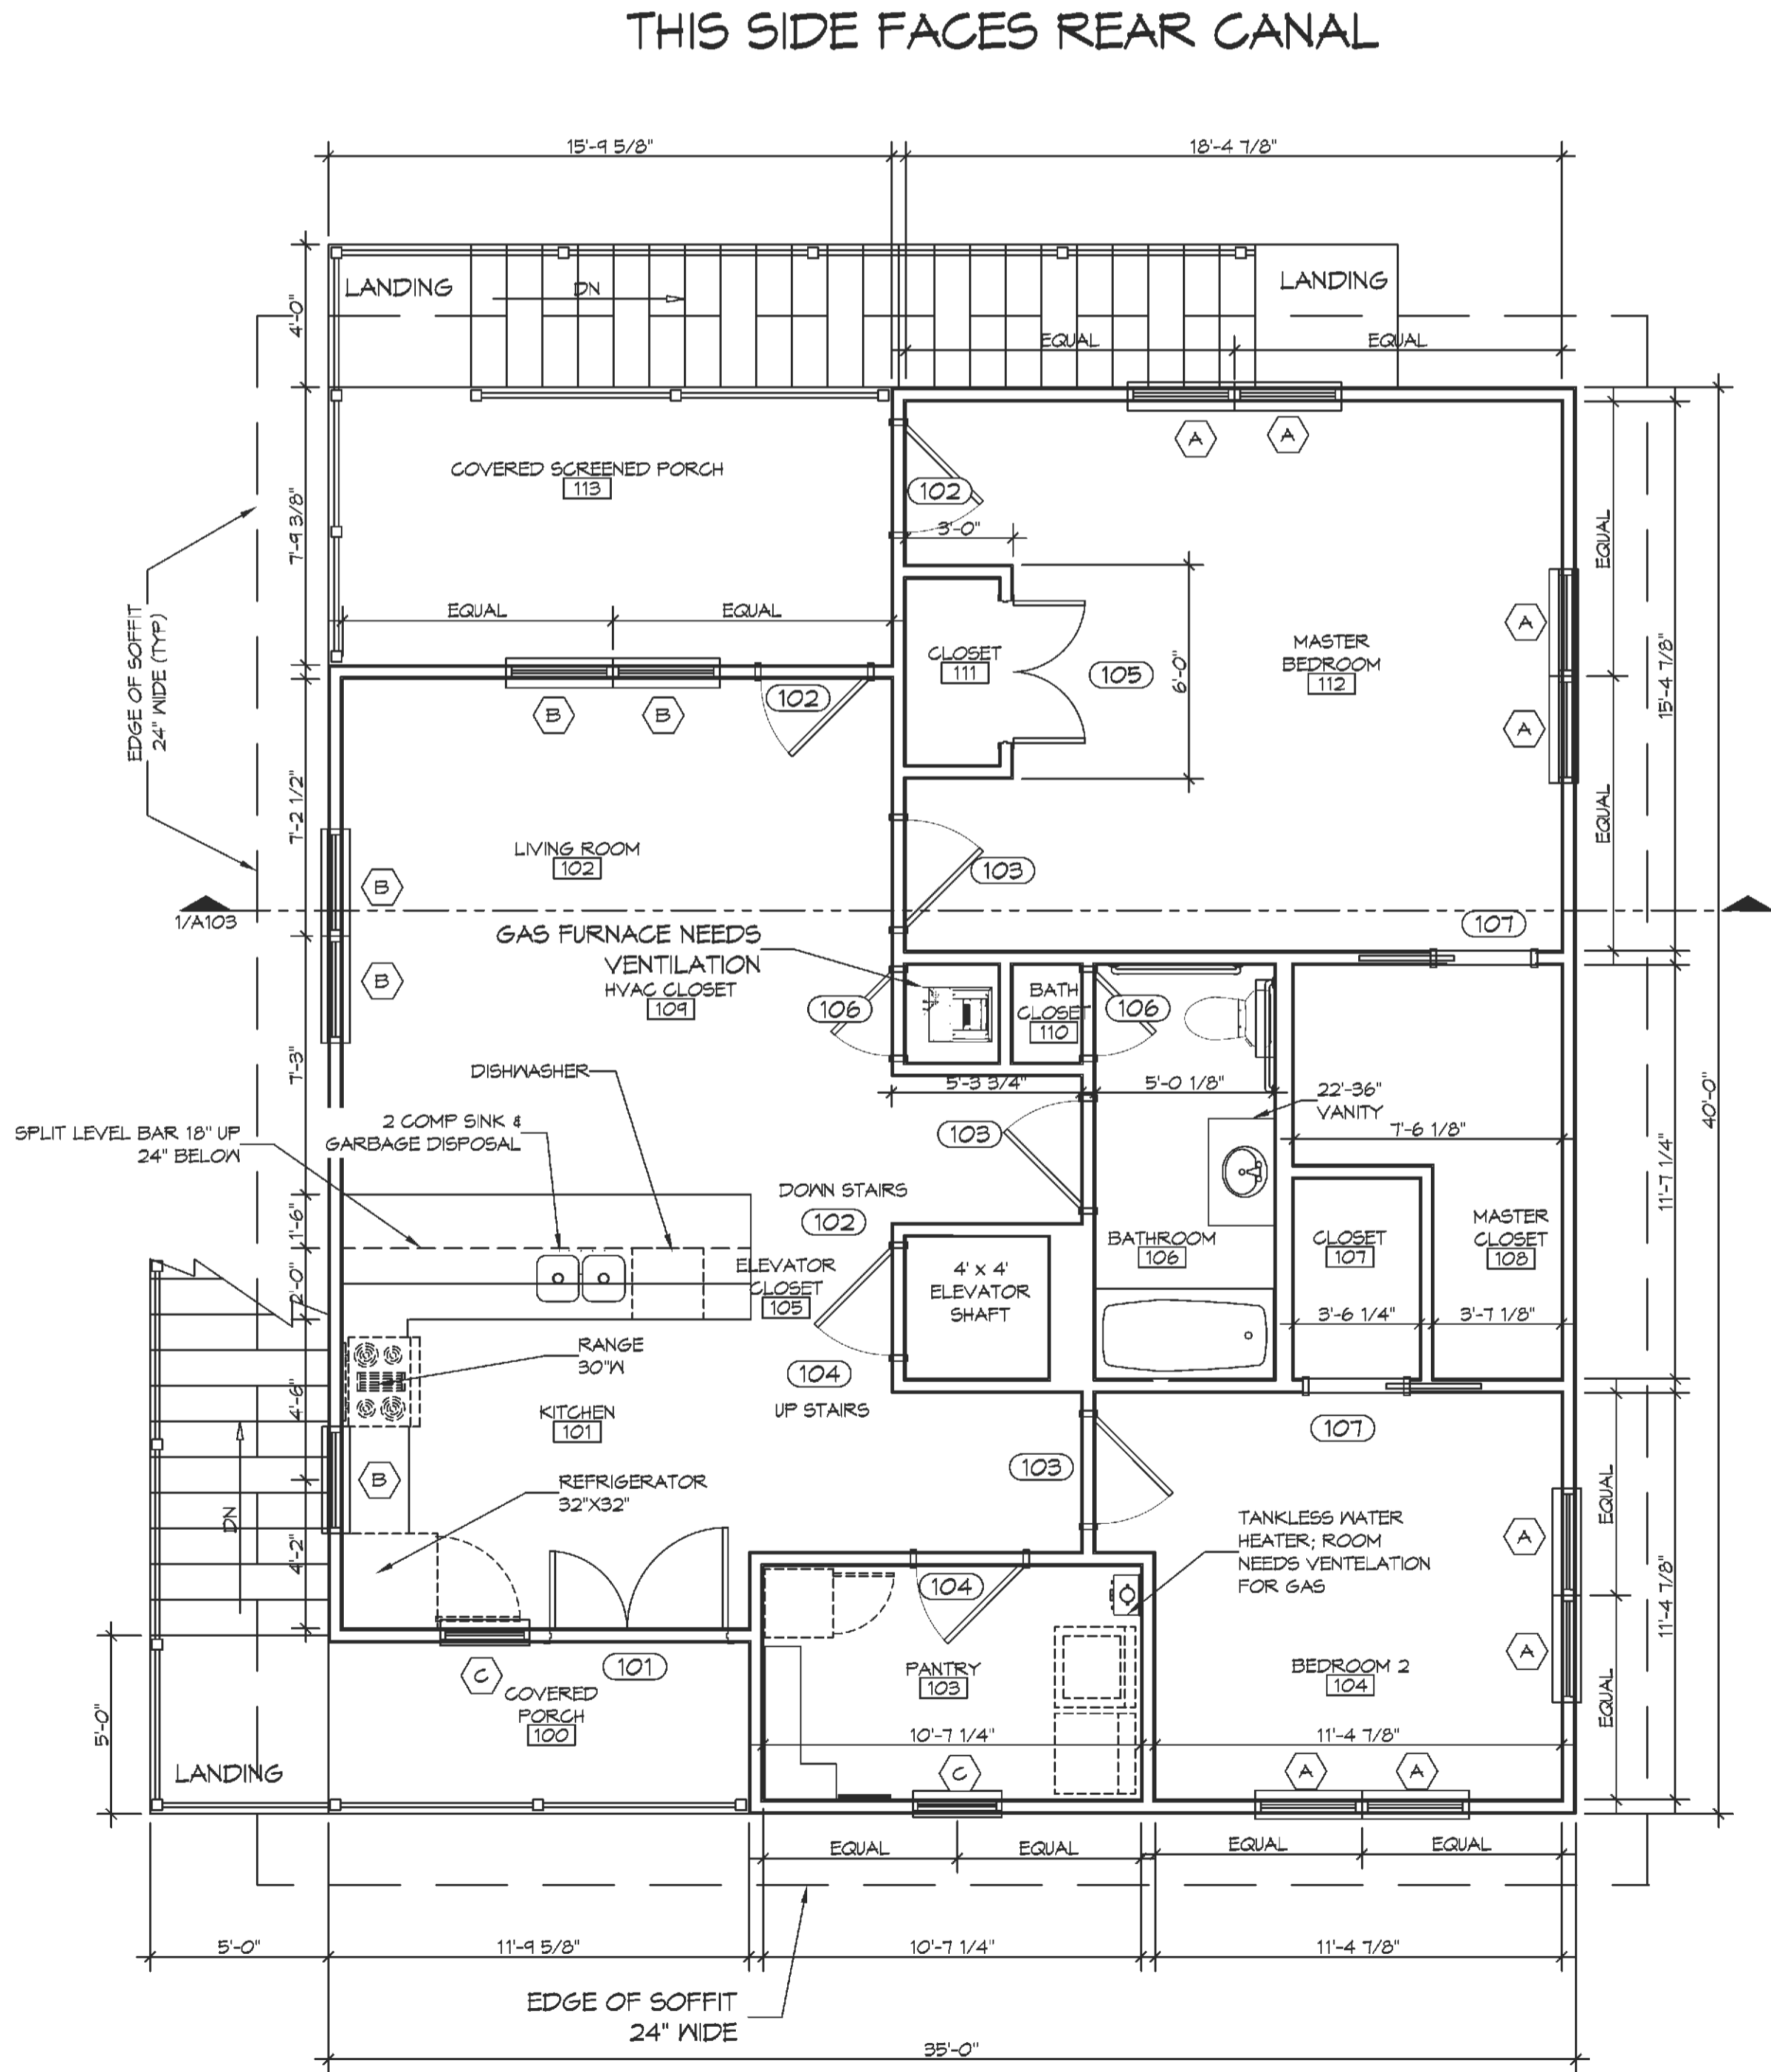 THIS SIDE FACES REAR CANAL
15'-9 5/8"
18'-4 7/8"
LANDING
DN
LANDING
4'-0"
EQUAL
EQUAL
A
A
COVERED SCREENED PORCH
113
102
3'-0"
7'-9 3/8"
EQUAL
EDGE OF SOFFIT
24" WIDE (TYP)
EQUAL
EQUAL
CLOSET
111
105
6'-0"
MASTER
BEDROOM
112
A
A
15'-4 7/8"
B
B
102
7'-2 1/2"
EQUAL
LIVING ROOM
102
B
103
1/A103
107
GAS FURNACE NEEDS
VENTILATION
HVAC CLOSET
109
B
106
BATH
CLOSET
110
106
7'-3"
DISHWASHER
5'-3 3/4"
5'-0 1/8"
22'-36"
VANITY
40'-0"
2 COMP SINK &
GARBAGE DISPOSAL
SPLIT LEVEL BAR 18" UP
24" BELOW
103
7'-6 1/8"
11'-7 1/4"
DOWN STAIRS
102
1'-6"
BATHROOM
106
CLOSET
107
MASTER
CLOSET
108
ELEVATOR
CLOSET
105
4' x 4'
ELEVATOR
SHAFT
2'-0"
3'-6 1/4"
3'-7 1/8"
RANGE
30"W
104
UP STAIRS
4'-6"
KITCHEN
101
107
B
103
REFRIGERATOR
32"X32"
DN
EQUAL
TANKLESS WATER
HEATER; ROOM
NEEDS VENTELATION
FOR GAS
A
4'-2"
104
11'-4 7/8"
101
C
COVERED
PORCH
100
PANTRY
103
BEDROOM 2
104
A
EQUAL
5'-0"
10'-7 1/4"
11'-4 7/8"
LANDING
C
A
A
EQUAL
EQUAL
EQUAL
EQUAL
5'-0"
11'-9 5/8"
10'-7 1/4"
11'-4 7/8"
EDGE OF SOFFIT
24" WIDE
35'-0"